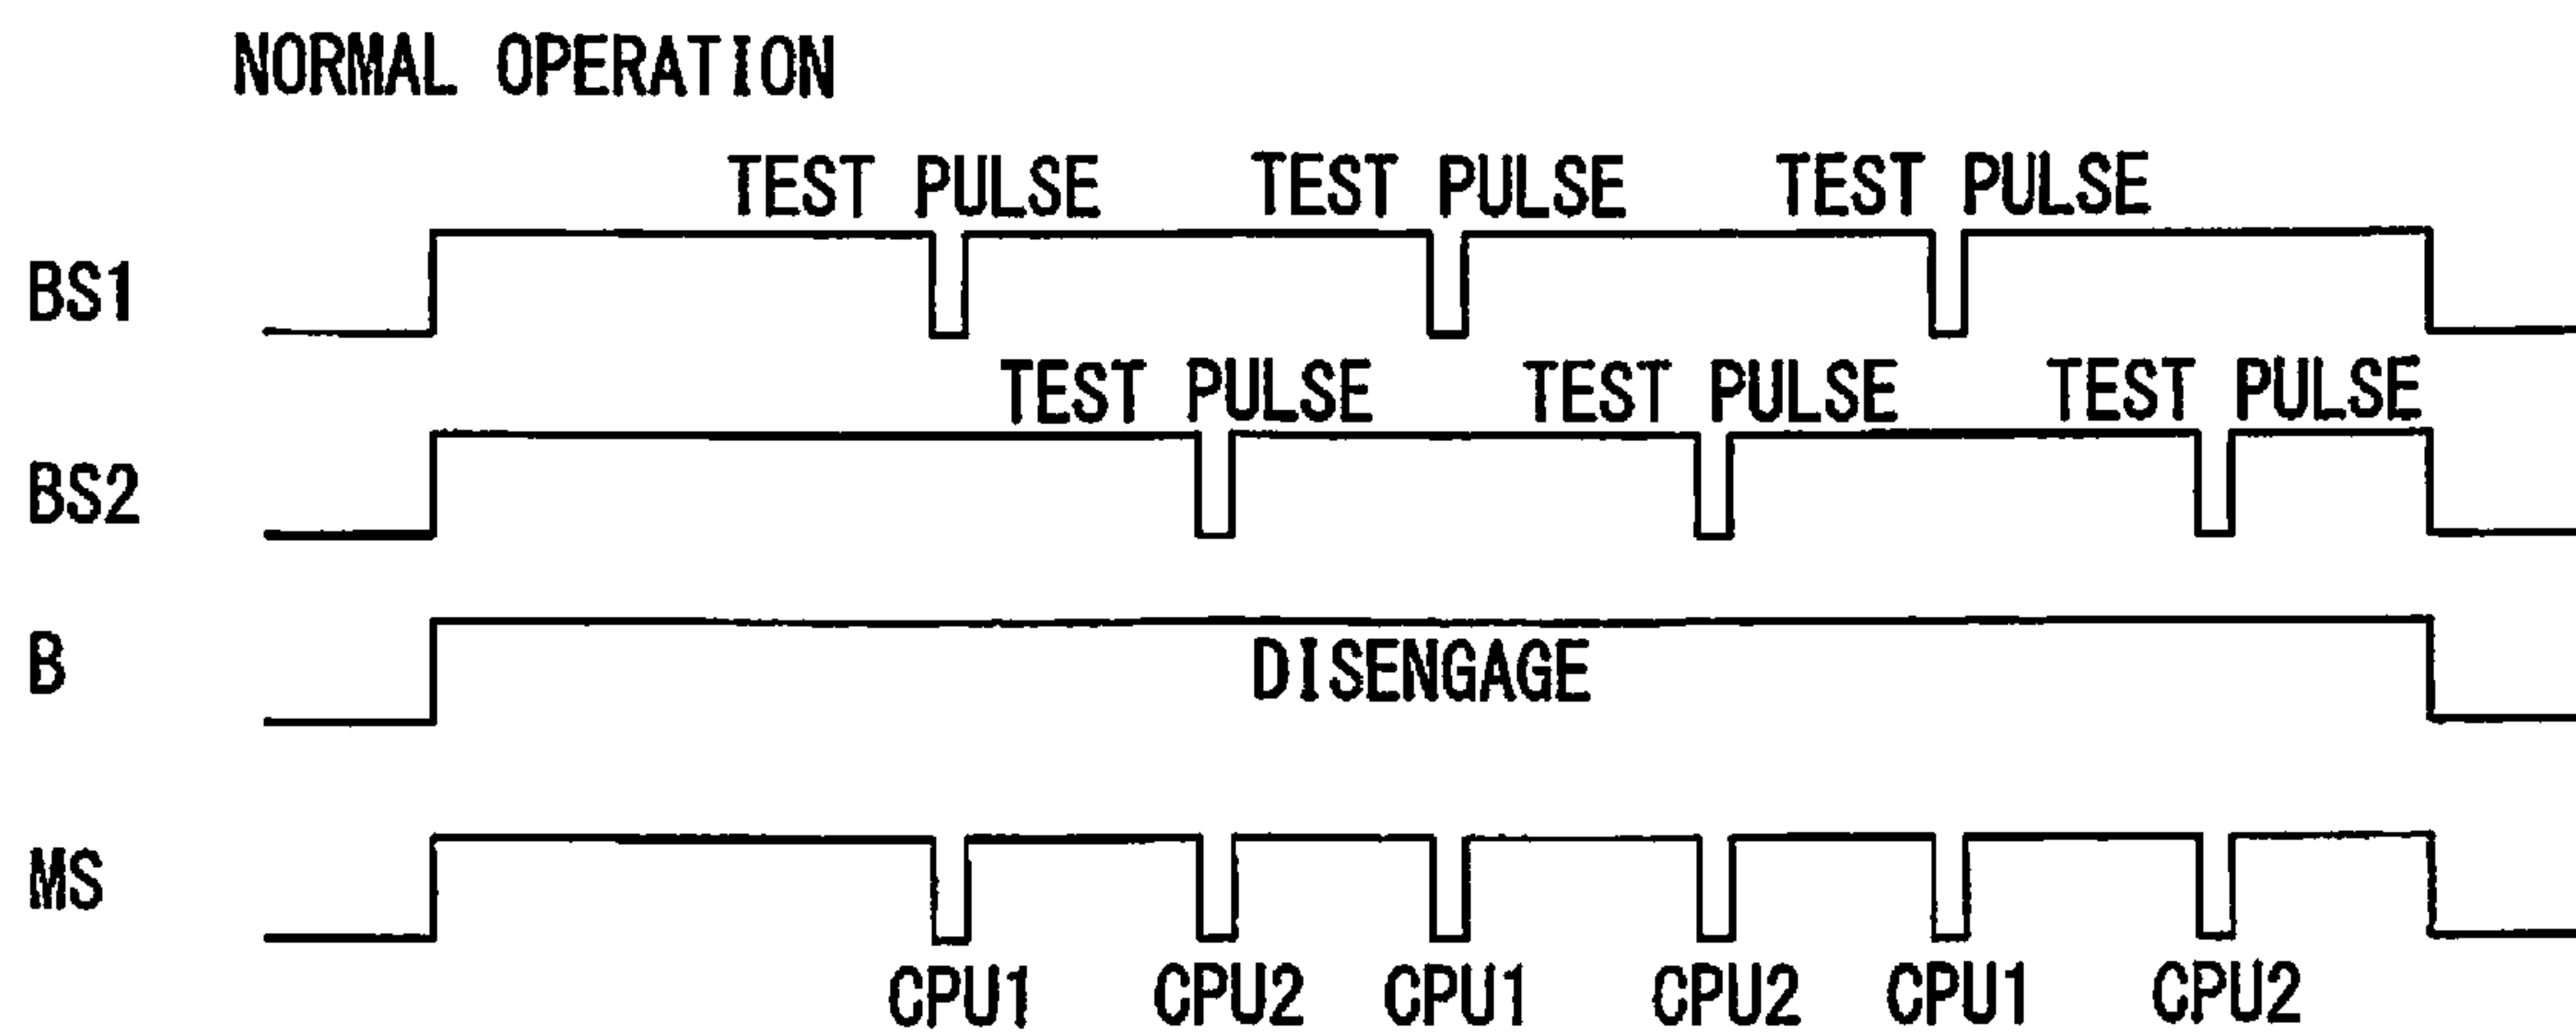 NORMAL OPERATION
TEST PULSE TEST PULSE TEST PULSE
BS1
TEST PULSE TEST PULSE TEST PULSE
BS2
B
DISENGAGE
MS
CPU1 CPU2 CPU1 CPU2 CPU1 CPU2